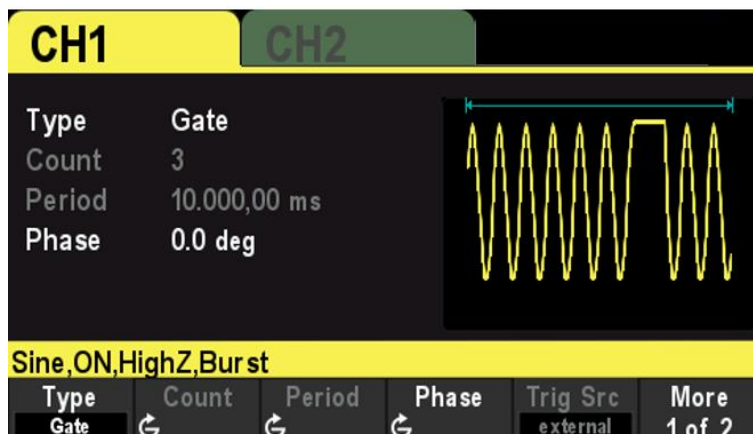 CH1 CH2
Type Gate
Count 3
Period 10.000,00 ms
Phase 0.0 deg
Sine,ON,HighZ,Burst
Type Count Period Phase Trig Src More
Gate external 1 of 2